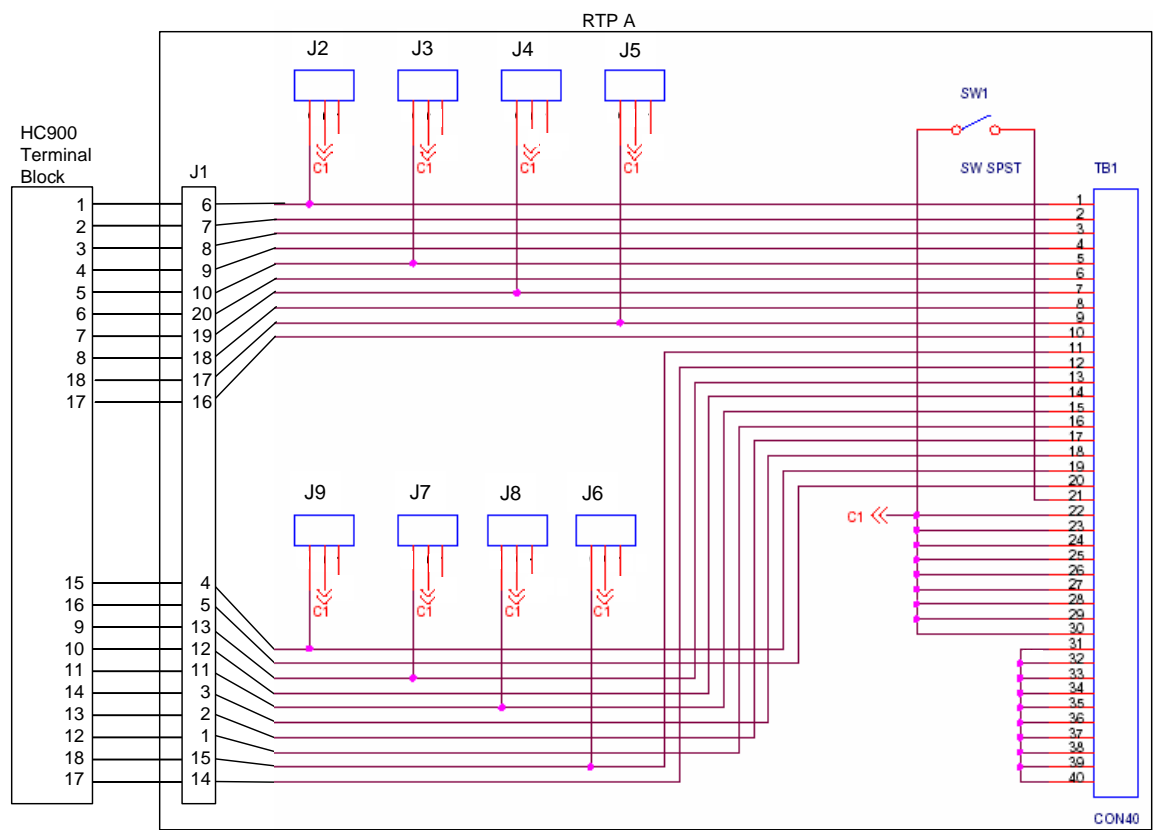 RTP A
J2 J3 J4 J5
SW1
HC900
Terminal
Block
J1
C1 C1 C1 C1
SW SPST
TB1
1 6 1
2 7 2
3 8 3
4 9 4
5 10 5
6 20 6
7 19 7
8 18 8
18 17 9
17 16 10
11
12
13
14
15
16
17
18
19
20
21
J9 J7 J8 J6
C1 22
23
24
25
26
27
28
29
30
C1 C1 C1 C1
15 4
16 5
9 13
10 12
11 11
14 3
13 2
12 1
18 15
17 14
31
32
33
34
35
36
37
38
39
40
CON40